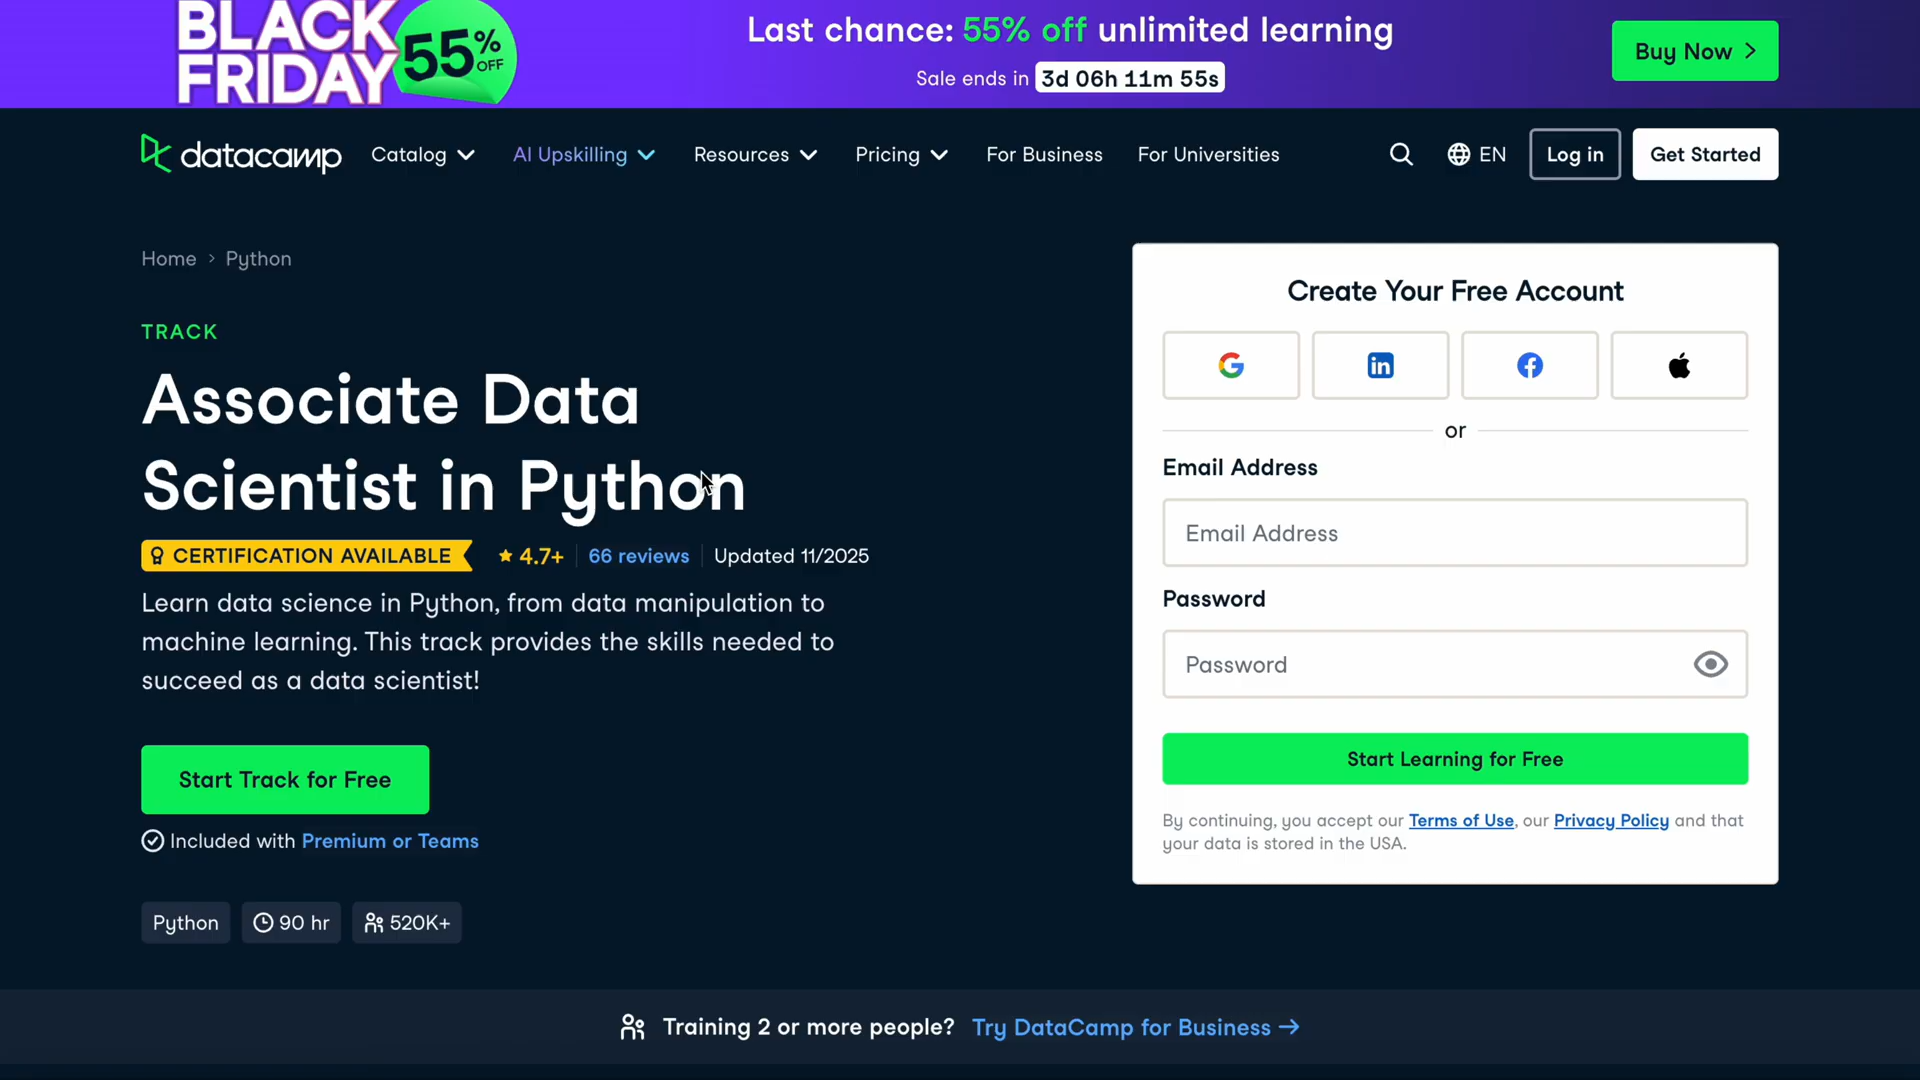 BLACK
FRIDAY
55%
OFF
Last chance: 55% off unlimited learning
Sale ends in 3d 06h 11m 55s
Buy Now
datacamp
Catalog
AI Upskilling
Resources
Pricing
For Business
For Universities
EN
Log in
Get Started
Home > Python
TRACK
Associate Data
Scientist in Python
CERTIFICATION AVAILABLE
4.7+
66 reviews
Updated 11/2025
Learn data science in Python, from data manipulation to
machine learning. This track provides the skills needed to
succeed as a data scientist!
Start Track for Free
Included with Premium or Teams
Python
90 hr
520K+
Create Your Free Account
or
Email Address
Email Address
Password
Password
Start Learning for Free
By continuing, you accept our Terms of Use, our Privacy Policy and that
your data is stored in the USA.
Training 2 or more people? Try DataCamp for Business →